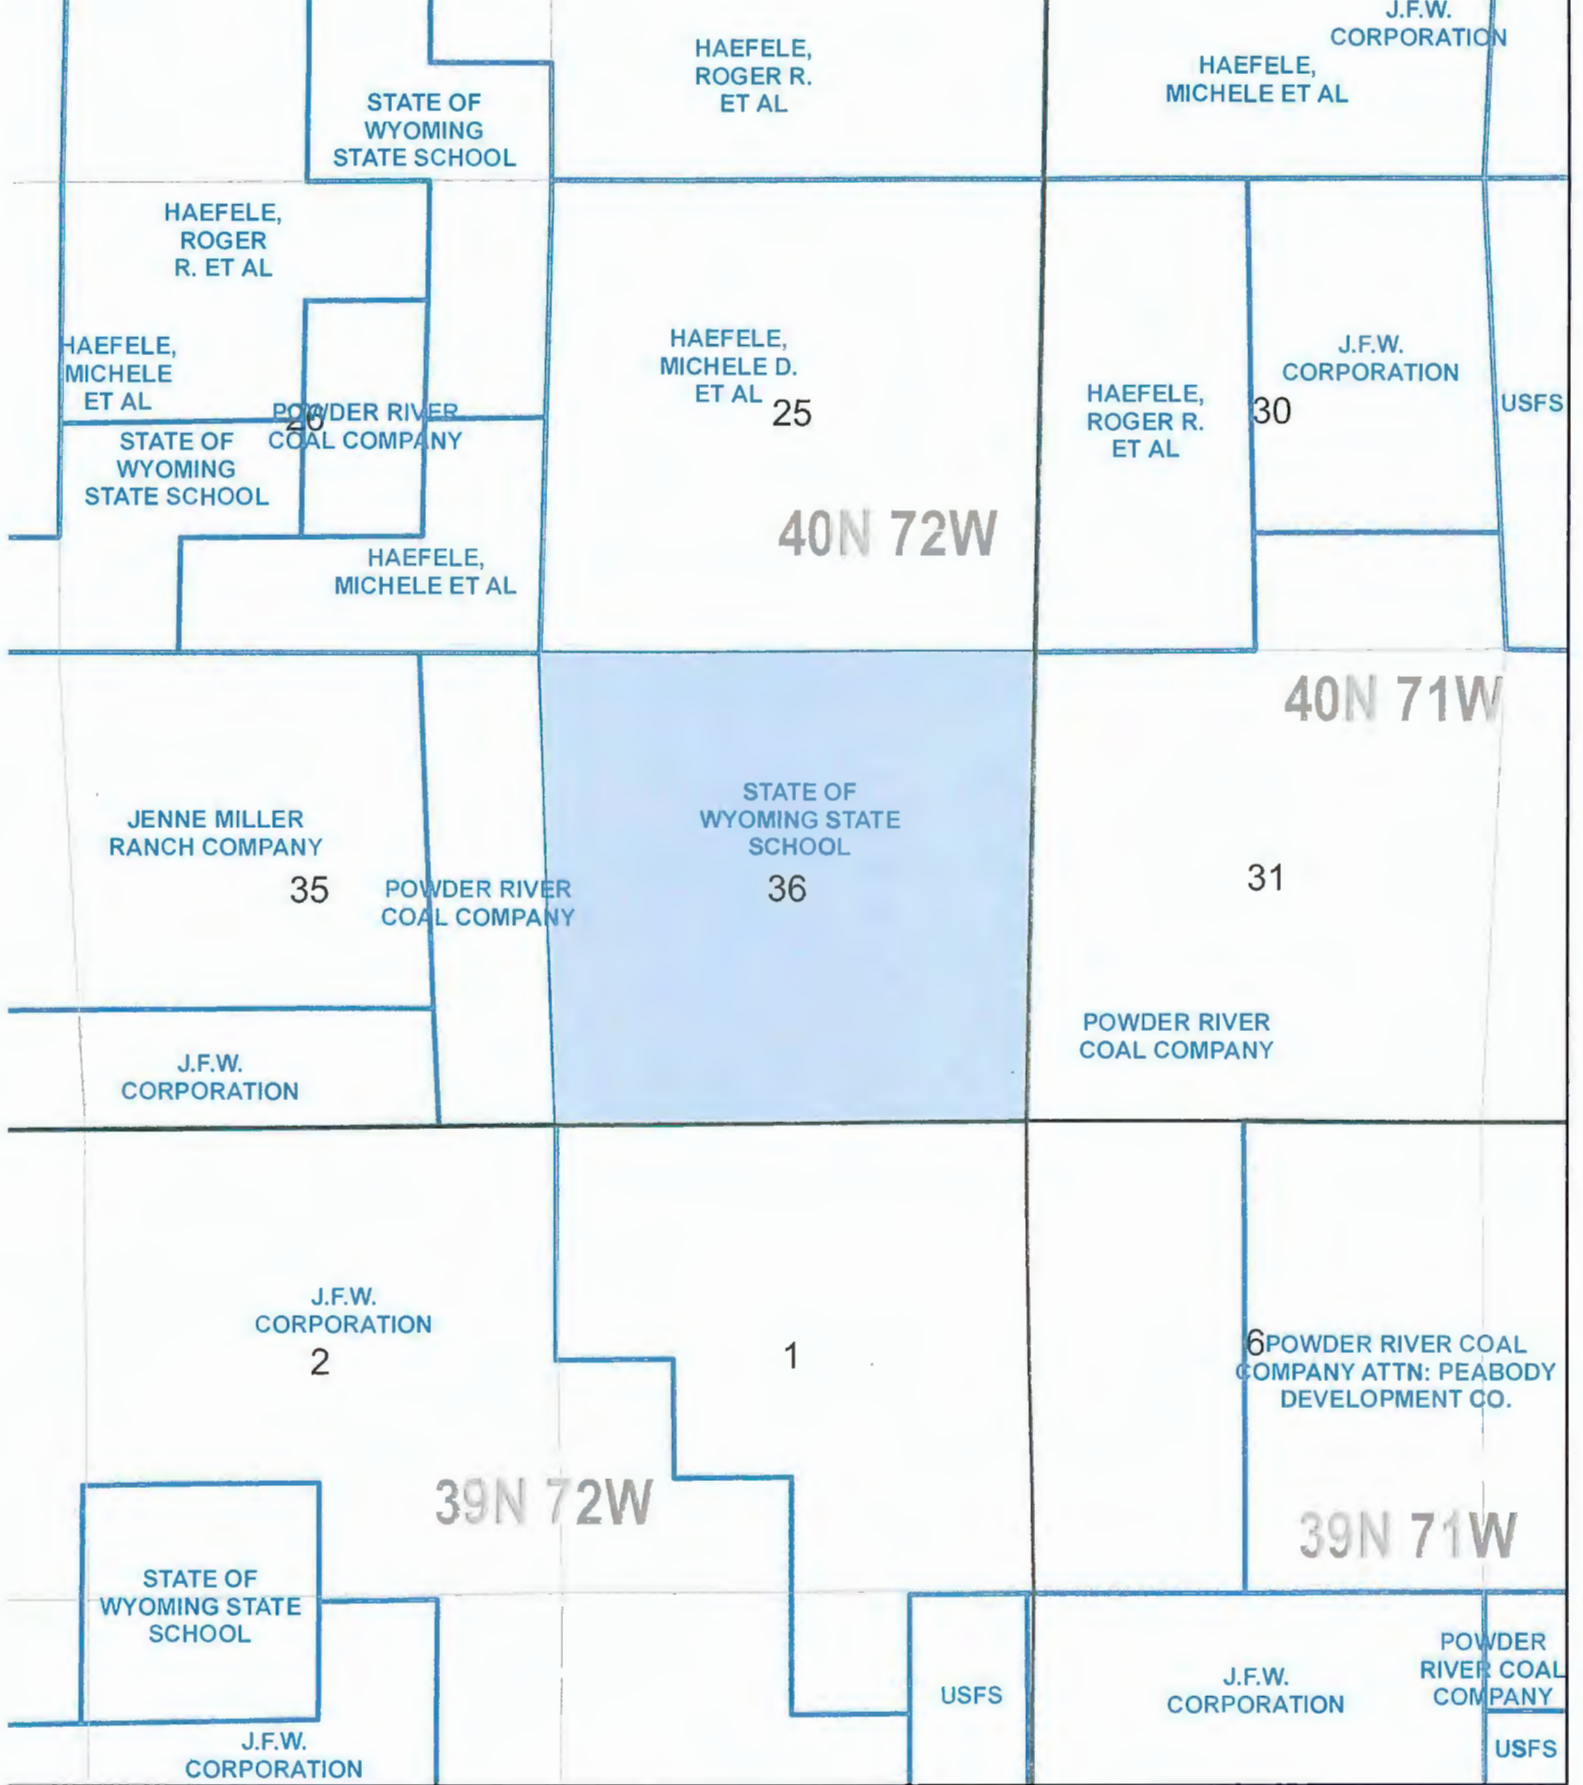 J.F.W.
CORPORATION
HAEFELE,
ROGER R.
ET AL
HAEFELE,
MICHELE ET AL
STATE OF
WYOMING
STATE SCHOOL
HAEFELE,
ROGER
R. ET AL
HAEFELE,
MICHELE
ET AL
POWDER RIVER
COAL COMPANY
26
STATE OF
WYOMING
STATE SCHOOL
HAEFELE,
MICHELE ET AL
HAEFELE,
MICHELE D.
ET AL
25
40N 72W
HAEFELE,
ROGER R.
ET AL
J.F.W.
CORPORATION
30
USFS
40N 71W
JENNE MILLER
RANCH COMPANY
35
POWDER RIVER
COAL COMPANY
STATE OF
WYOMING STATE
SCHOOL
36
31
POWDER RIVER
COAL COMPANY
J.F.W.
CORPORATION
J.F.W.
CORPORATION
2
1
6
POWDER RIVER COAL
COMPANY ATTN: PEABODY
DEVELOPMENT CO.
39N 72W
39N 71W
STATE OF
WYOMING STATE
SCHOOL
USFS
J.F.W.
CORPORATION
POWDER
RIVER COAL
COMPANY
USFS
J.F.W.
CORPORATION